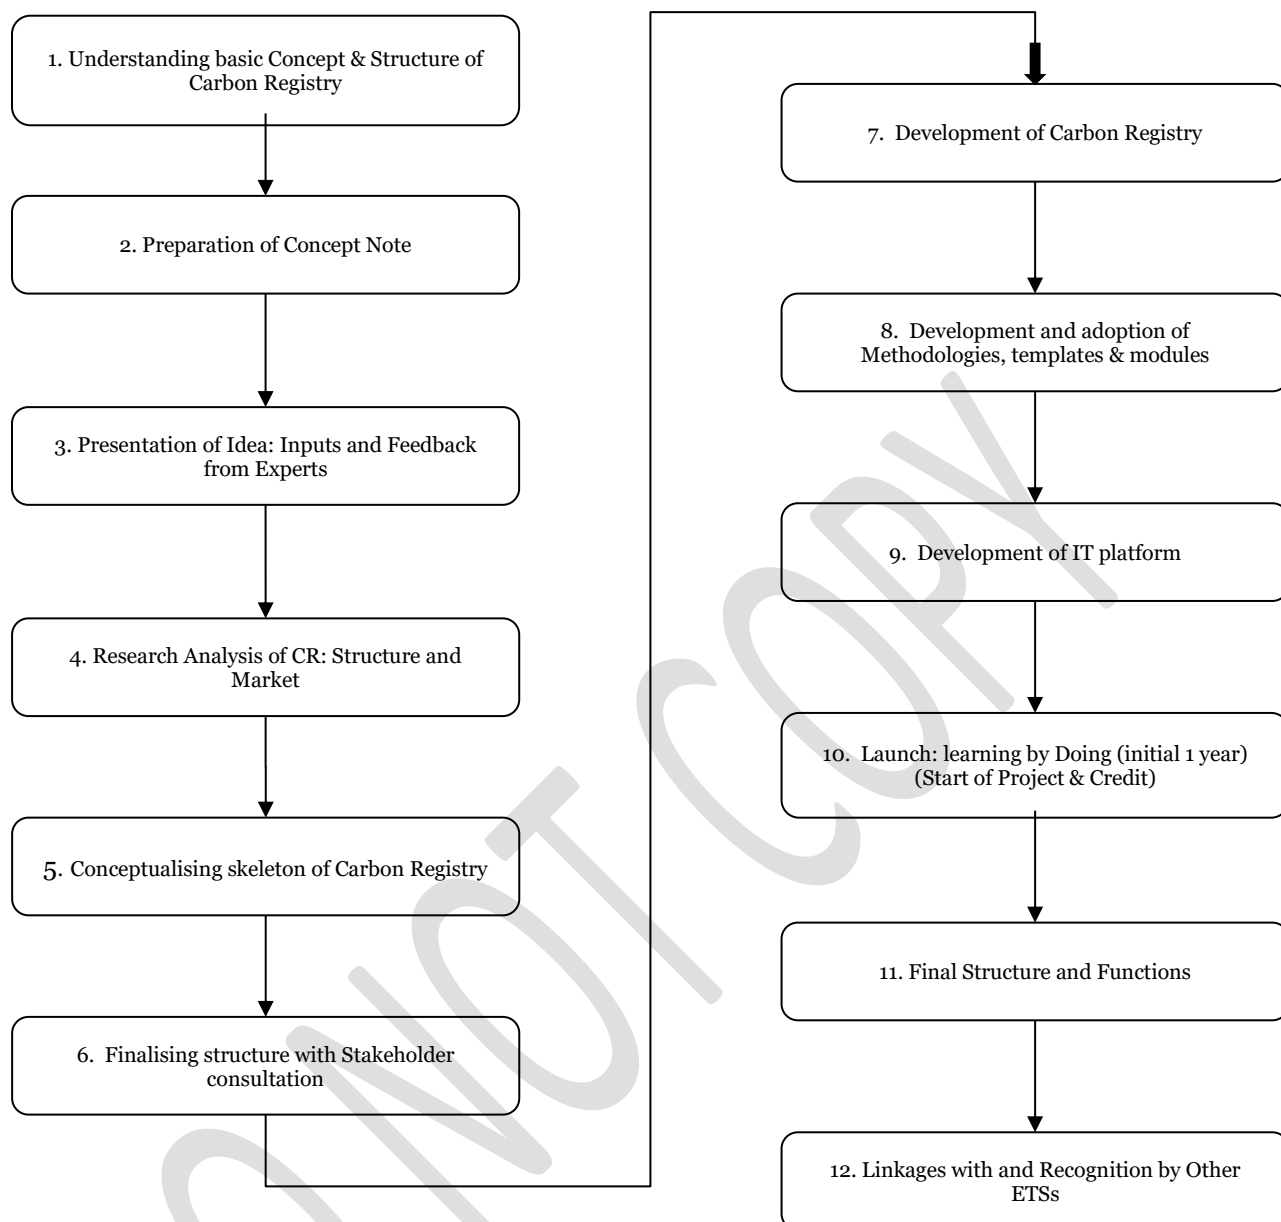 1. Understanding basic Concept & Structure of
Carbon Registry
2. Preparation of Concept Note
3. Presentation of Idea: Inputs and Feedback
from Experts
4. Research Analysis of CR: Structure and
Market
5. Conceptualising skeleton of Carbon Registry
6. Finalising structure with Stakeholder
consultation
7. Development of Carbon Registry
8. Development and adoption of
Methodologies, templates & modules
9. Development of IT platform
10. Launch: learning by Doing (initial 1 year)
(Start of Project & Credit)
11. Final Structure and Functions
12. Linkages with and Recognition by Other
ETSs
O NOT COPY